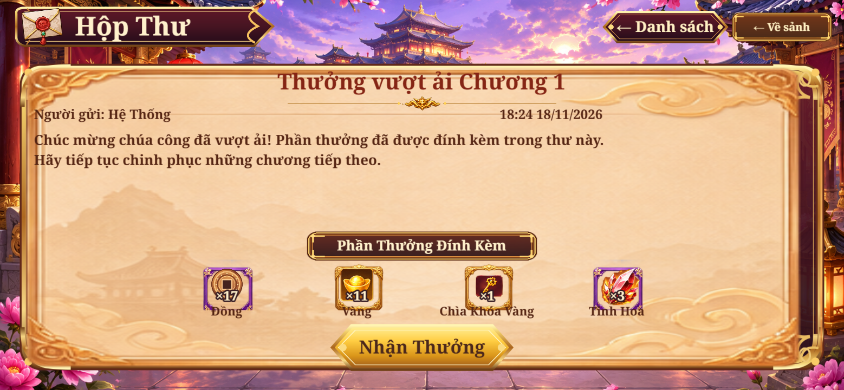 Hộp Thư
← Danh sách
← Về sảnh
Thưởng vượt ải Chương 1
Người gửi: Hệ Thống
18:24 18/11/2026
Chúc mừng chúa công đã vượt ải! Phần thưởng đã được đính kèm trong thư này.
Hãy tiếp tục chinh phục những chương tiếp theo.
Phần Thưởng Đính Kèm
×17
×11
×1
×3
Đồng
Vàng
Chìa Khóa Vàng
Tinh Hoa
Nhận Thưởng